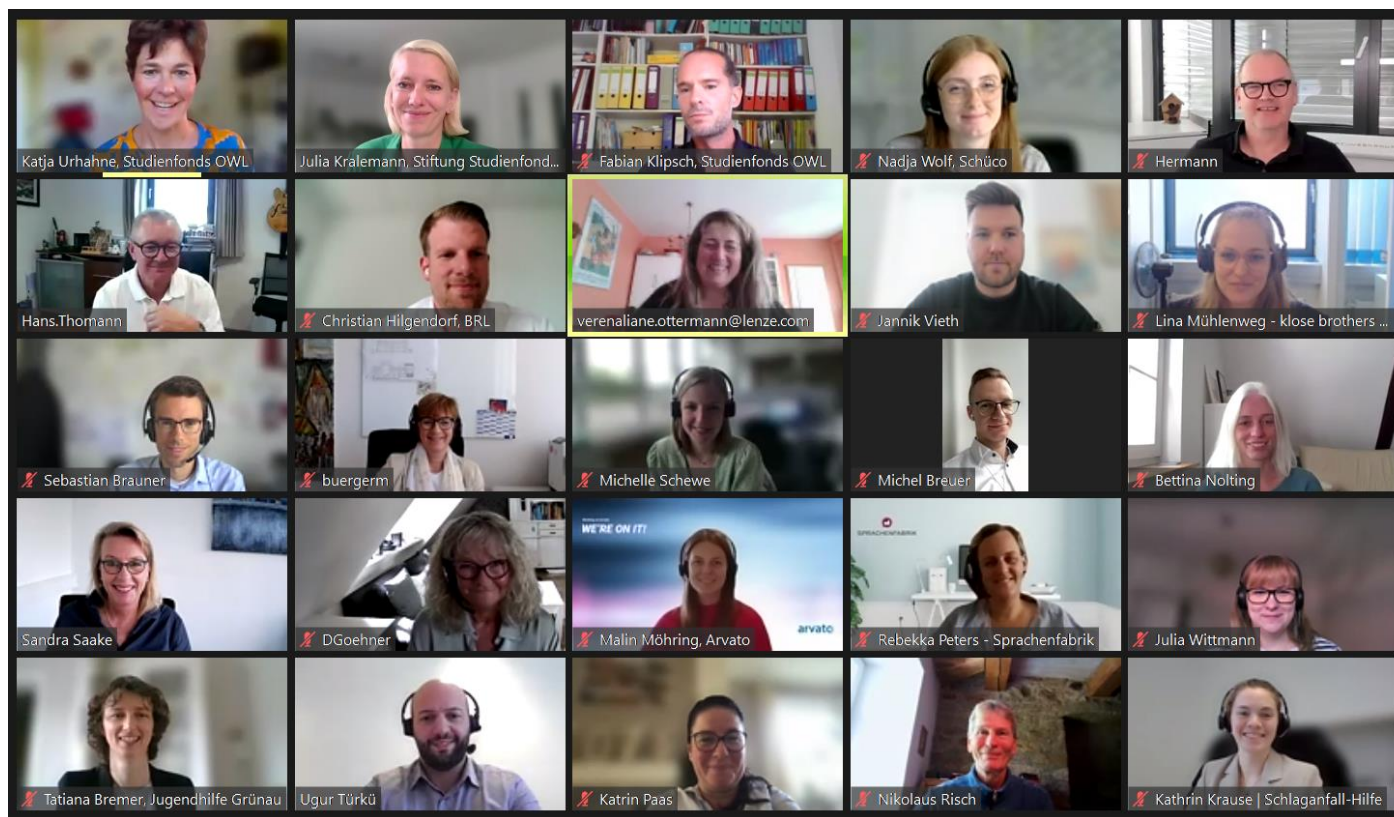 Katja Urhahne, Studienfonds OWL
Julia Kralemann, Stiftung Studienfond...
Fabian Klipsch, Studienfonds OWL
Nadja Wolf, Schüco
Hermann
Hans.Thomann
Christian Hilgendorf, BRL
verenaliane.ottermann@lenze.com
Jannik Vieth
Lina Mühlenweg - klose brothers ...
Sebastian Brauner
buergerm
Michelle Schewe
Michel Breuer
Bettina Nolting
Sandra Saake
DGoehner
WE'RE ON IT!
arvato
Malin Möhring, Arvato
SPRACHENFABRIK
Rebekka Peters - Sprachenfabrik
Julia Wittmann
Tatiana Bremer, Jugendhilfe Grünau
Ugur Türkü
Katrin Paas
Nikolaus Risch
Kathrin Krause | Schlaganfall-Hilfe